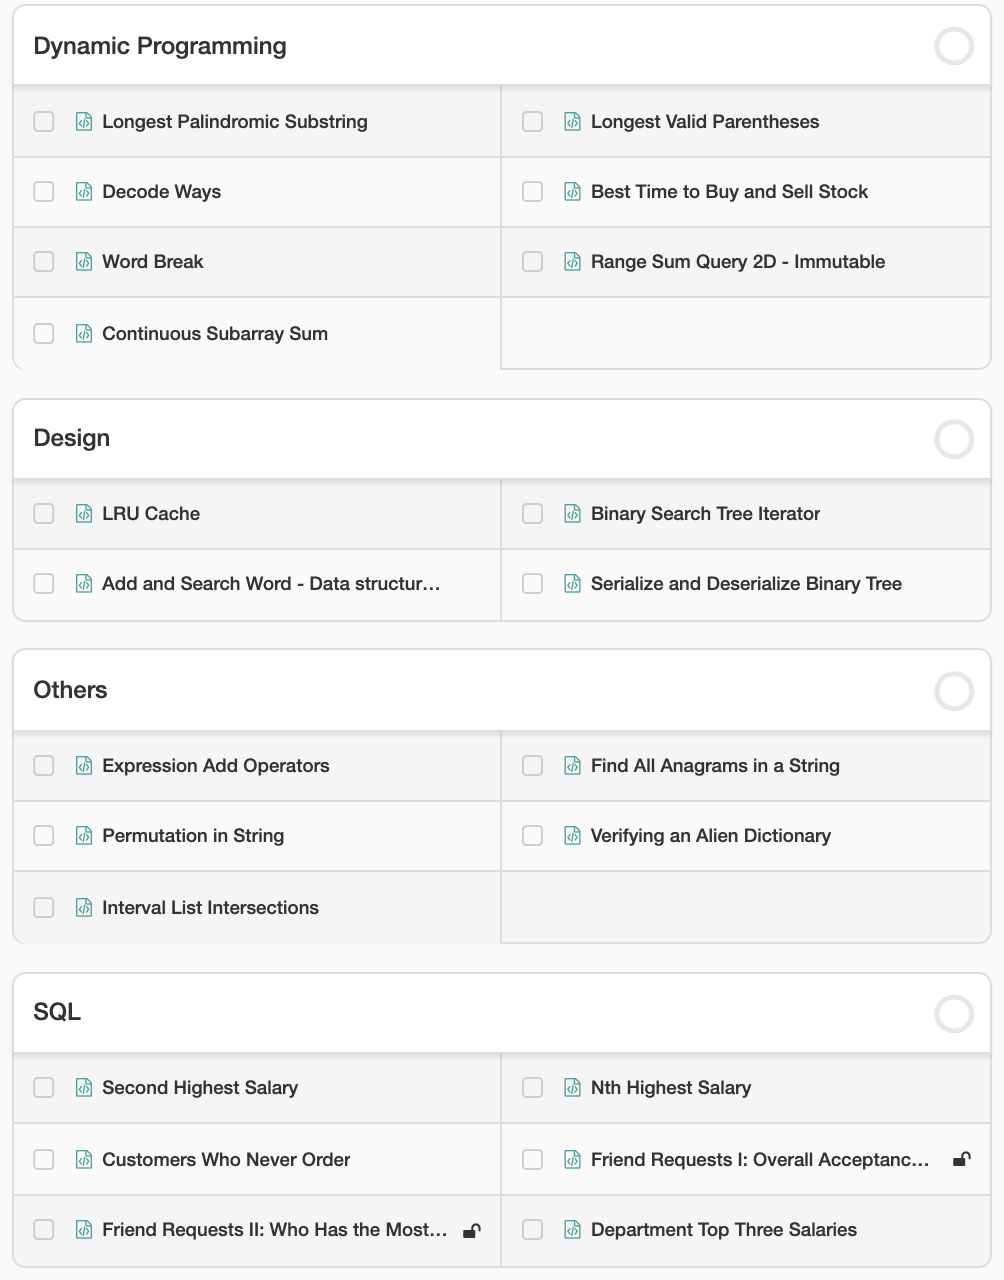 Dynamic Programming
Longest Palindromic Substring
Longest Valid Parentheses
Decode Ways
Best Time to Buy and Sell Stock
Word Break
Range Sum Query 2D - Immutable
Continuous Subarray Sum
Design
LRU Cache
Binary Search Tree Iterator
Add and Search Word - Data structur...
Serialize and Deserialize Binary Tree
Others
Expression Add Operators
Find All Anagrams in a String
Permutation in String
Verifying an Alien Dictionary
Interval List Intersections
SQL
Second Highest Salary
Nth Highest Salary
Customers Who Never Order
Friend Requests I: Overall Acceptanc...
Friend Requests II: Who Has the Most...
Department Top Three Salaries